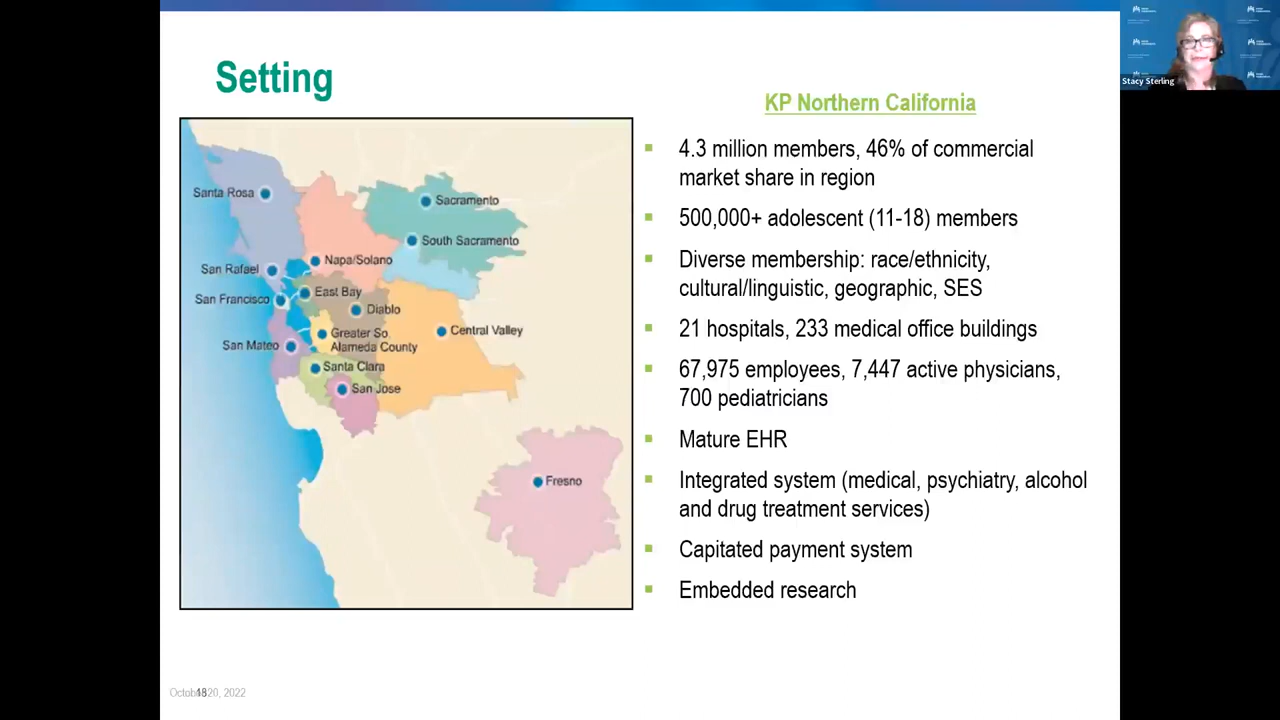 Setting
KP Northern California
Santa Rosa
Sacramento
South Sacramento
Napa/Solano
San Rafael
East Bay
San Francisco
Diablo
Central Valley
Greater So.
Alameda County
San Mateo
Santa Clara
San Jose
Fresno
4.3 million members, 46% of commercial
market share in region
500,000+ adolescent (11-18) members
Diverse membership: race/ethnicity,
cultural/linguistic, geographic, SES
21 hospitals, 233 medical office buildings
67,975 employees, 7,447 active physicians,
700 pediatricians
Mature EHR
Integrated system (medical, psychiatry, alcohol
and drug treatment services)
Capitated payment system
Embedded research
20, 2022
18
Stacy Sterling